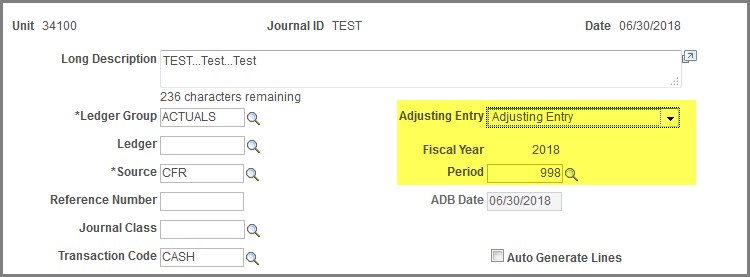 Unit 34100 Journal ID TEST Date 06/30/2018
Long Description TEST...Test...Test
236 characters remaining
*Ledger Group ACTUALS Adjusting Entry Adjusting Entry
Ledger Fiscal Year 2018
*Source CFR Period 998
Reference Number ADB Date 06/30/2018
Journal Class
Transaction Code CASH Auto Generate Lines